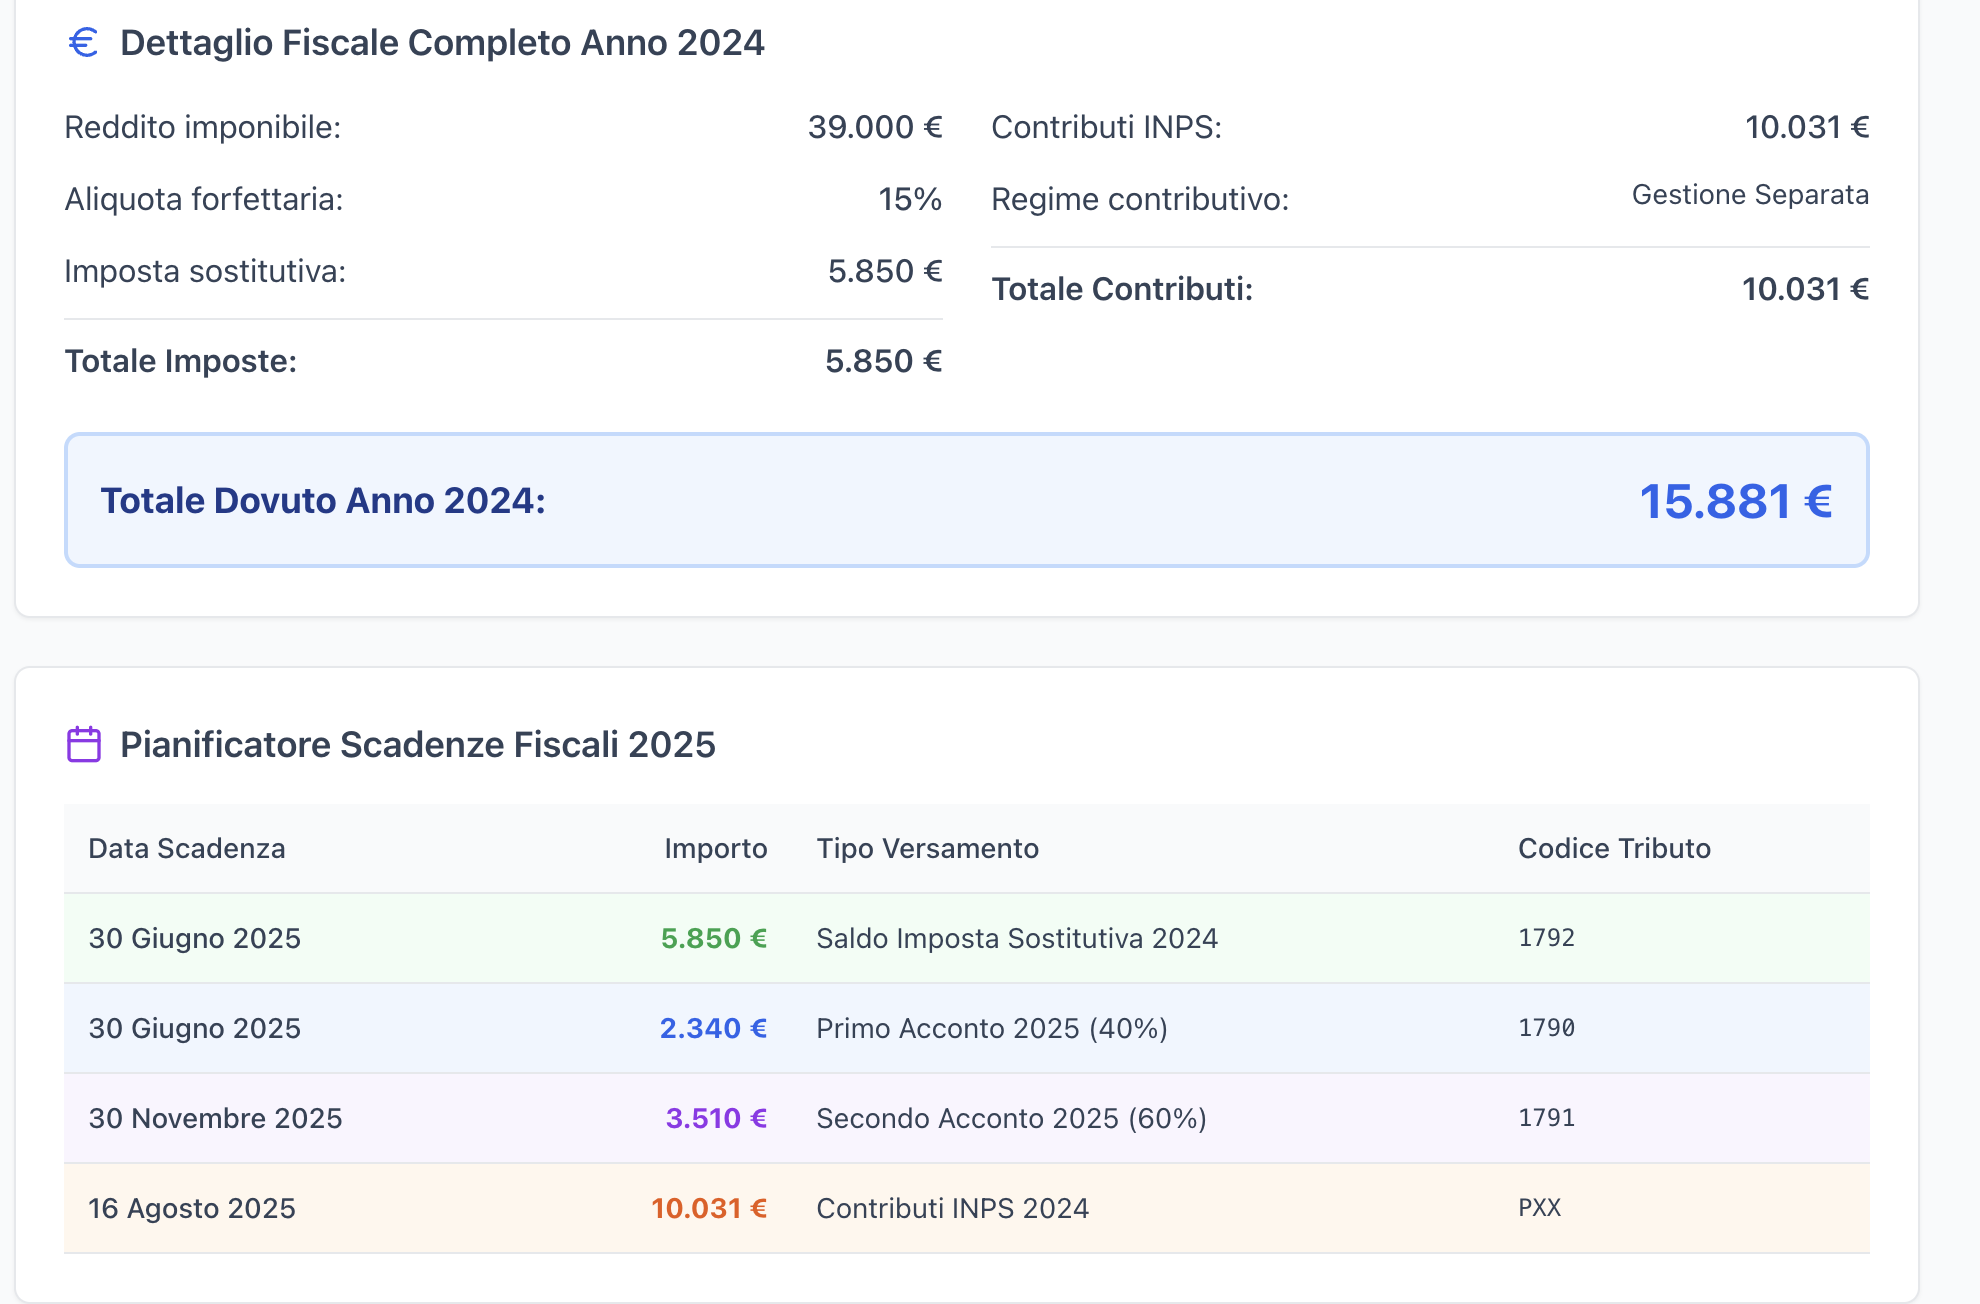 Dettaglio Fiscale Completo Anno 2024
Reddito imponibile: 39.000 €
Aliquota forfettaria: 15%
Imposta sostitutiva: 5.850 €
Totale Imposte: 5.850 €
Contributi INPS: 10.031 €
Regime contributivo: Gestione Separata
Totale Contributi: 10.031 €
Totale Dovuto Anno 2024: 15.881 €
Pianificatore Scadenze Fiscali 2025
Data Scadenza Importo Tipo Versamento Codice Tributo
30 Giugno 2025 5.850 € Saldo Imposta Sostitutiva 2024 1792
30 Giugno 2025 2.340 € Primo Acconto 2025 (40%) 1790
30 Novembre 2025 3.510 € Secondo Acconto 2025 (60%) 1791
16 Agosto 2025 10.031 € Contributi INPS 2024 PXX